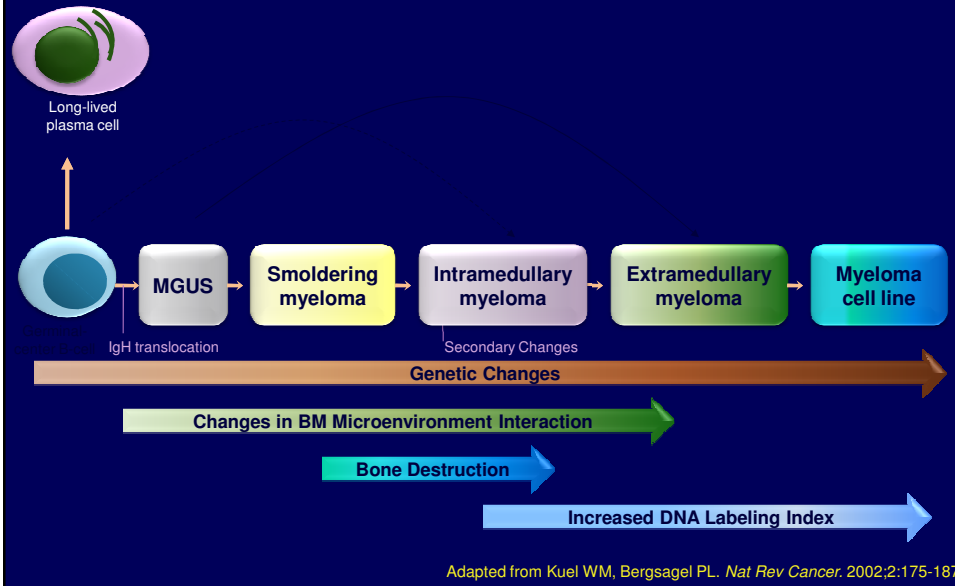 Long-lived
plasma cell
MGUS
Smoldering
myeloma
Intramedullary
myeloma
Extramedullary
myeloma
Myeloma
cell line
IgH translocation
Secondary Changes
Genetic Changes
Changes in BM Microenvironment Interaction
Bone Destruction
Increased DNA Labeling Index
Adapted from Kuel WM, Bergsagel PL. Nat Rev Cancer. 2002;2:175-187